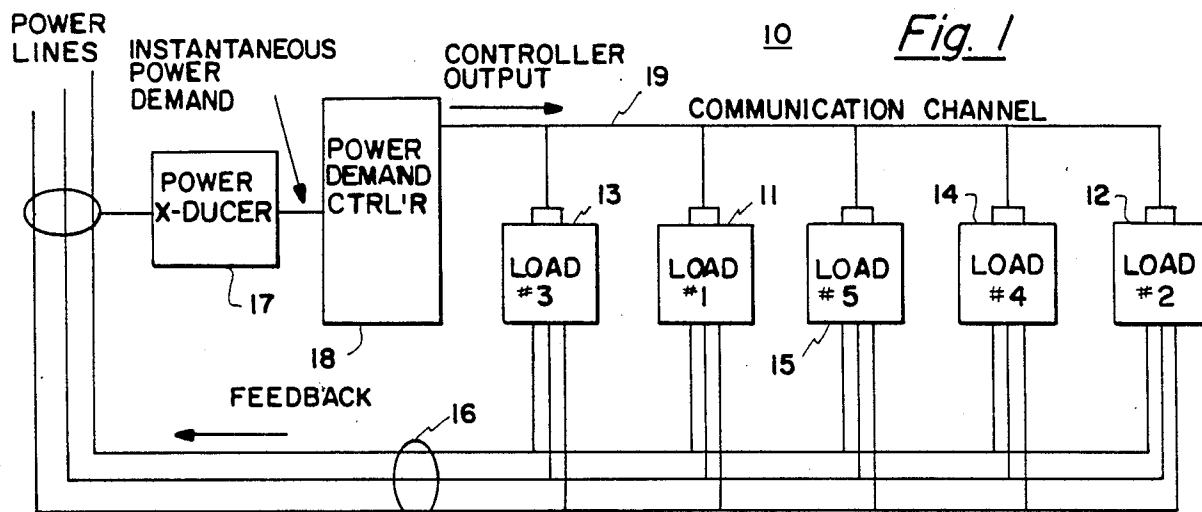 POWER
LINES
INSTANTANEOUS
POWER
DEMAND
CONTROLLER
OUTPUT
10
Fig. 1
19
COMMUNICATION CHANNEL
POWER
X-DUCER
17
POWER
DEMAND
CTRL'R
18
13
LOAD
#3
11
LOAD
#1
LOAD
#5
15
14
LOAD
#4
12
LOAD
#2
FEEDBACK
16